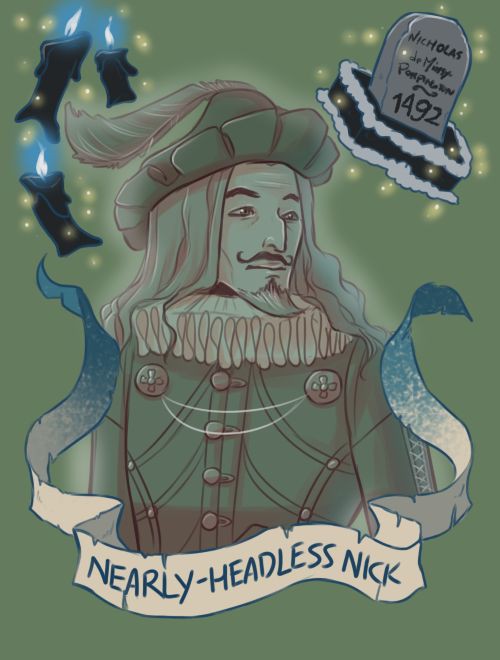 NICHOLAS
de Mimsy
PORPINGTON
1492
NEARLY-HEADLESS NICK